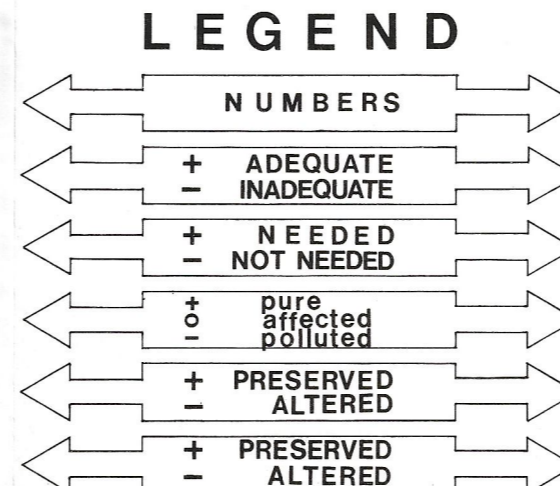 LEGEND
NUMBERS
+ ADEQUATE
− INADEQUATE
+ NEEDED
− NOT NEEDED
+ pure
o affected
− polluted
+ PRESERVED
− ALTERED
+ PRESERVED
− ALTERED